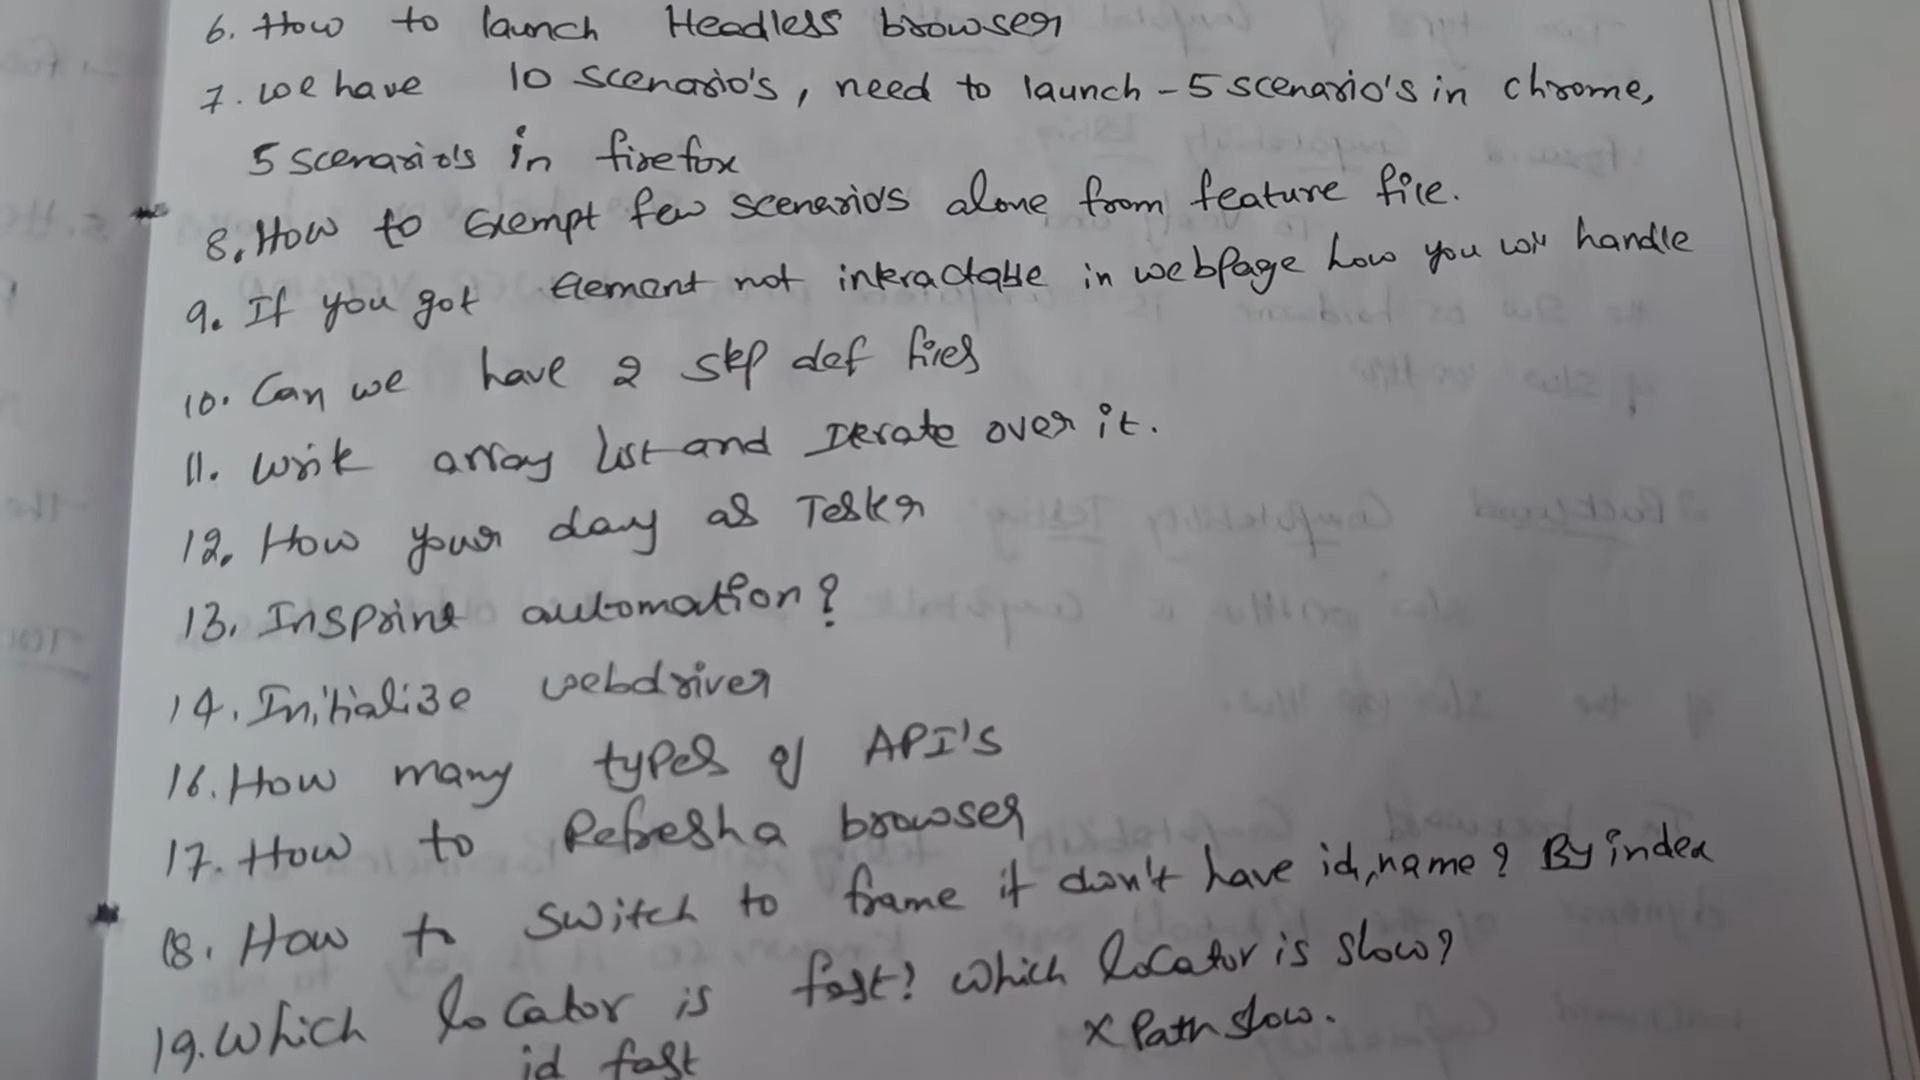 6. How to launch Headless browser
7. we have 10 scenario's, need to launch - 5 scenario's in chrome,
5 scenario's in firefox
8. How to Exempt few scenario's alone from feature file.
9. If you got Element not interactable in webpage how you will handle
10. Can we have 2 step def files
11. Write array list and Iterate over it.
12. How your day as Tester
13. Insprint automation?
14. Initialize webdriver
16. How many types of API's
17. How to Refresh a browser
18. How to switch to frame if don't have id, name? By index
19. Which locator is fast? which locator is slow?
id fast X Path slow.